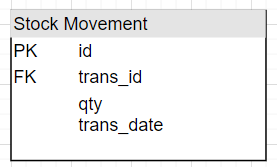 Stock Movement
PK id
FK trans_id
qty
trans_date